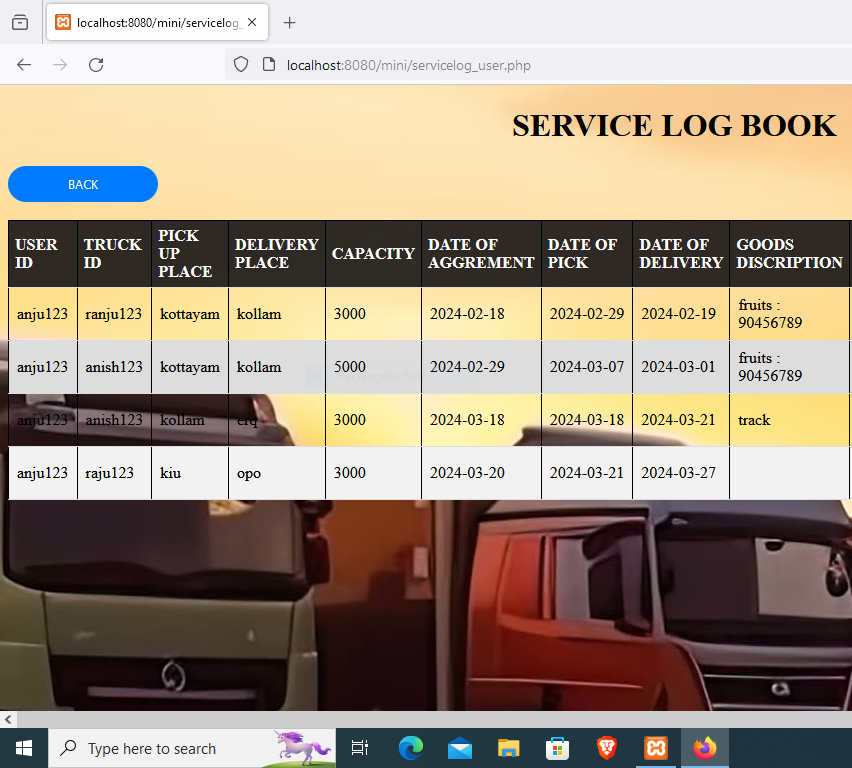 localhost:8080/mini/servicelog_
localhost:8080/mini/servicelog_user.php
SERVICE LOG BOOK
BACK
USER ID TRUCK ID PICK UP PLACE DELIVERY PLACE CAPACITY DATE OF AGGREMENT DATE OF PICK DATE OF DELIVERY GOODS DISCRIPTION
anju123 ranju123 kottayam kollam 3000 2024-02-18 2024-02-29 2024-02-19 fruits : 90456789
anju123 anish123 kottayam kollam 5000 2024-02-29 2024-03-07 2024-03-01 fruits : 90456789
anju123 anish123 kollam erq 3000 2024-03-18 2024-03-18 2024-03-21 track
anju123 raju123 kiu opo 3000 2024-03-20 2024-03-21 2024-03-27
Type here to search